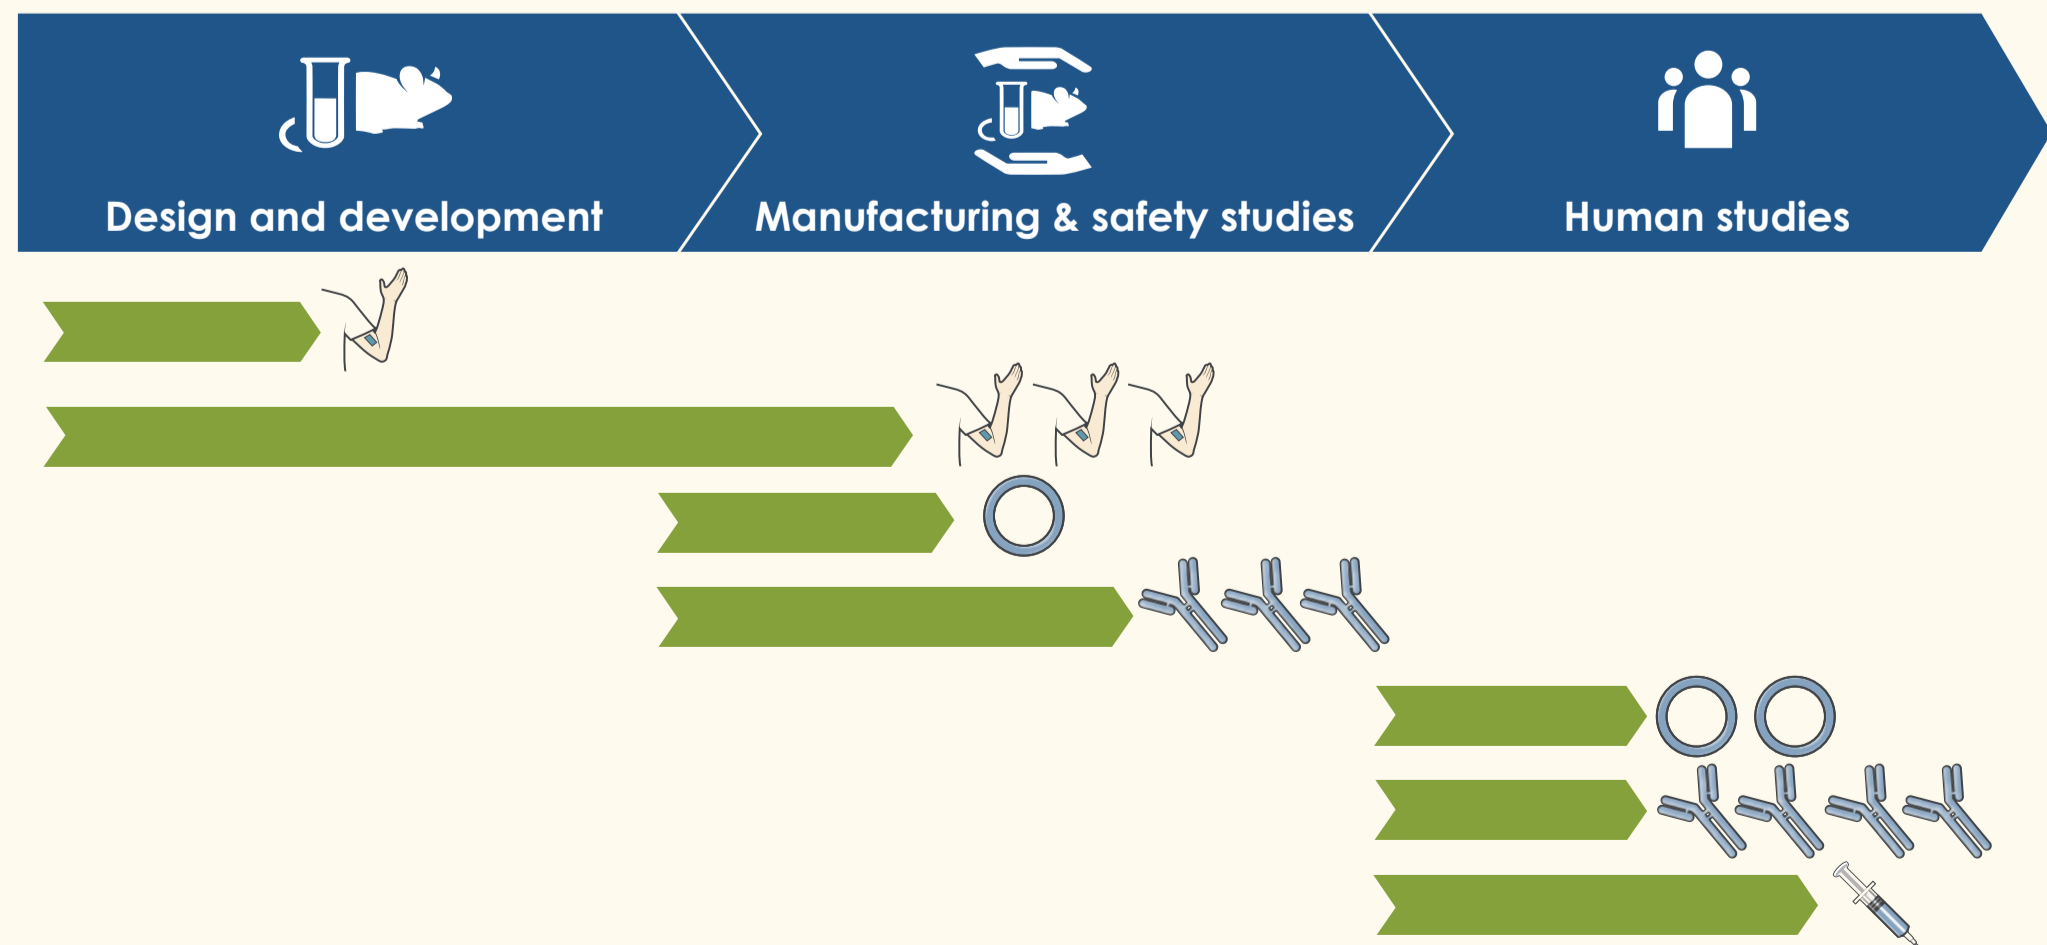 Design and development
Manufacturing & safety studies
Human studies